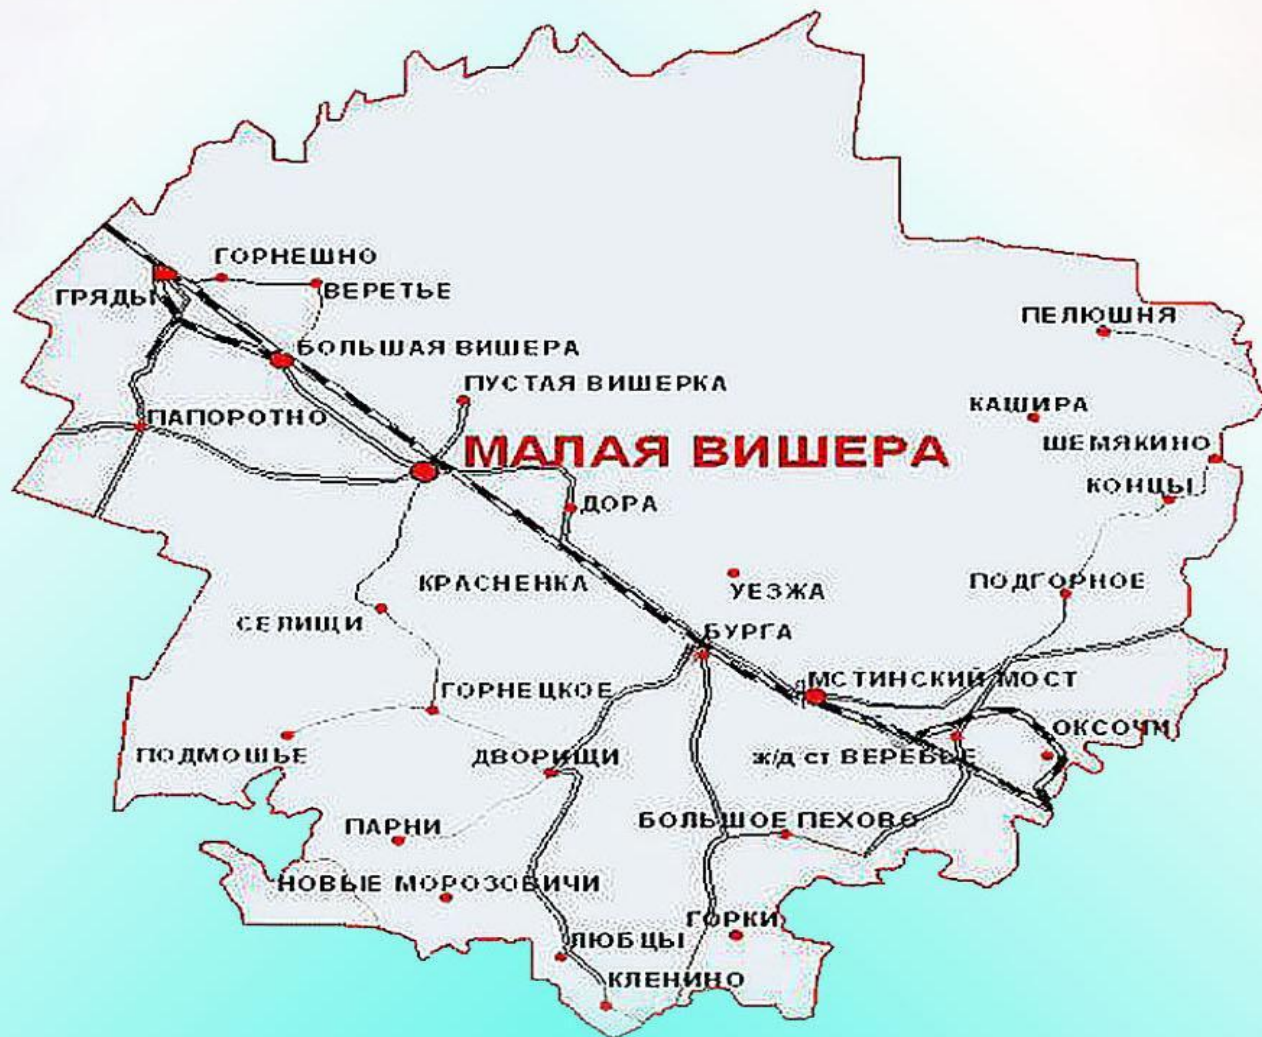 ГОРНЕШНО
ГРЯДЫ
ВЕРЕТЬЕ
ПЕЛЮШНЯ
БОЛЬШАЯ ВИШЕРА
ПУСТАЯ ВИШЕРКА
КАШИРА
ПАПОРОТНО
МАЛАЯ ВИШЕРА
ШЕМЯКИНО
КОНЦЫ
ДОРА
КРАСНЕНКА
УЕЗЖА
ПОДГОРНОЕ
СЕЛИЩИ
БУРГА
МСТИНСКИЙ МОСТ
ГОРНЕЦКОЕ
ОКСОЧИ
ПОДМОШЬЕ
ДВОРИЩИ
ж/д ст ВЕРЕБЬЕ
ПАРНИ
БОЛЬШОЕ ПЕХОВО
НОВЫЕ МОРОЗОВИЧИ
ГОРКИ
ЛЮБЦЫ
КЛЕНИНО